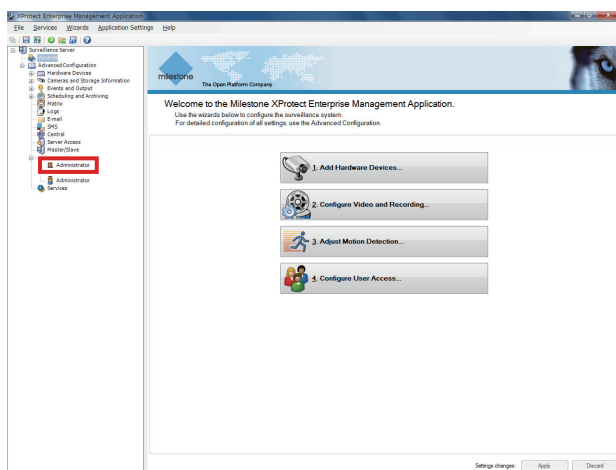 XProtect Enterprise Management Application
File Services Wizards Application Settings Help
Surveillance Server
Wizards
Advanced Configuration
Hardware Devices
Cameras and Storage Information
Events and Output
Scheduling and Archiving
Matrix
Logs
E-mail
SMS
Central
Server Access
Master/Slave
Administrator
Administrator
Services
milestone
The Open Platform Company
Welcome to the Milestone XProtect Enterprise Management Application.
Use the wizards below to configure the surveillance system.
For detailed configuration of all settings, use the Advanced Configuration.
1. Add Hardware Devices...
2. Configure Video and Recording...
3. Adjust Motion Detection...
4. Configure User Access...
Settings changes: Apply Discard